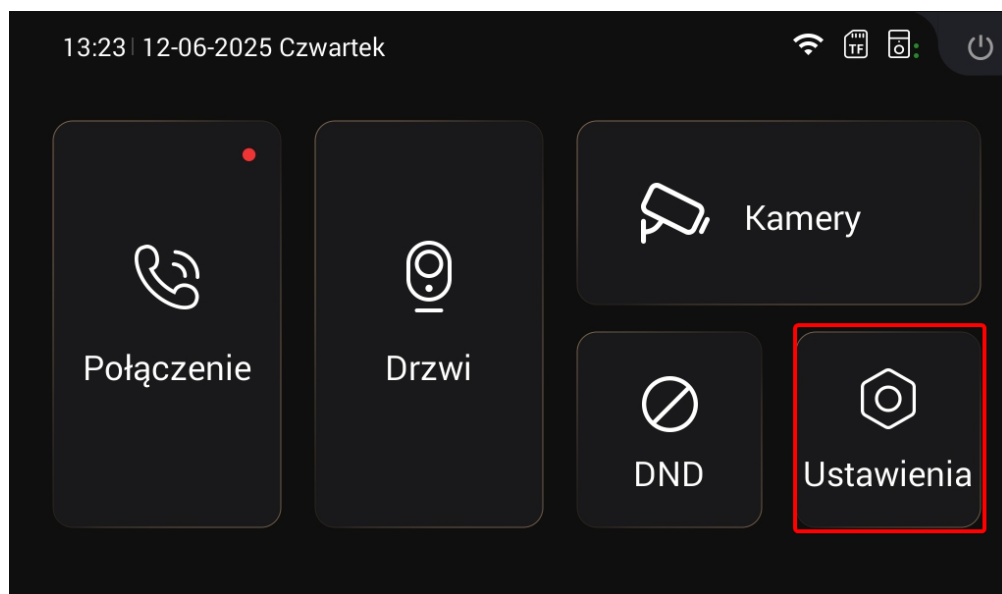 13:23 12-06-2025 Czwartek
TF
Kamery
Połączenie
Drzwi
DND
Ustawienia